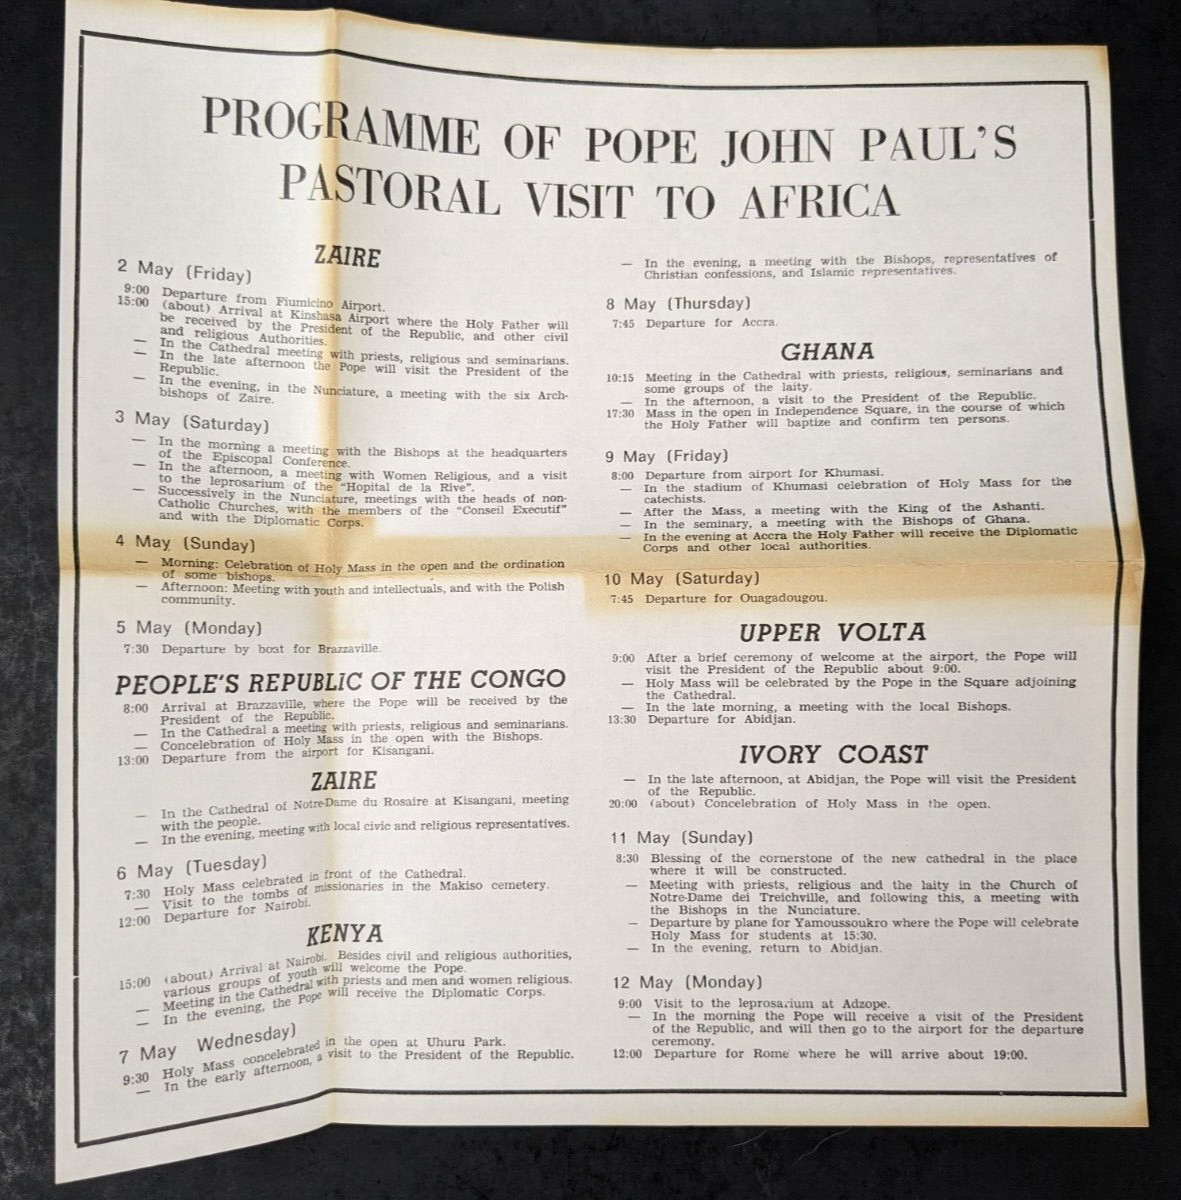 PROGRAMME OF POPE JOHN PAUL'S
PASTORAL VISIT TO AFRICA
ZAIRE
2 May (Friday)
9:00 Departure from Fiumicino Airport.
15:00 (about) Arrival at Kinshasa Airport where the Holy Father will
be received by the President of the Republic, and other civil
and religious Authorities.
— In the Cathedral meeting with priests, religious and seminarians.
— In the late afternoon the Pope will visit the President of the
Republic.
— In the evening, in the Nunciature, a meeting with the six Arch-
bishops of Zaire.
3 May (Saturday)
— In the morning a meeting with the Bishops at the headquarters
of the Episcopal Conference.
— In the afternoon, a meeting with Women Religious, and a visit
to the leprosarium of the "Hopital de la Rive".
— Successively in the Nunciature, meetings with the heads of non-
Catholic Churches, with the members of the "Conseil Executif"
and with the Diplomatic Corps.
4 May (Sunday)
— Morning: Celebration of Holy Mass in the open and the ordination
of some bishops.
— Afternoon: Meeting with youth and intellectuals, and with the Polish
community.
5 May (Monday)
7:30 Departure by boat for Brazzaville.
PEOPLE'S REPUBLIC OF THE CONGO
8:00 Arrival at Brazzaville, where the Pope will be received by the
President of the Republic.
— In the Cathedral a meeting with priests, religious and seminarians.
— Concelebration of Holy Mass in the open with the Bishops.
13:00 Departure from the airport for Kisangani.
ZAIRE
— In the Cathedral of Notre-Dame du Rosaire at Kisangani, meeting
with the people.
— In the evening, meeting with local civic and religious representatives.
6 May (Tuesday)
7:30 Holy Mass celebrated in front of the Cathedral.
— Visit to the tombs of missionaries in the Makiso cemetery.
12:00 Departure for Nairobi.
KENYA
15:00 (about) Arrival at Nairobi. Besides civil and religious authorities,
various groups of youth will welcome the Pope.
— Meeting in the Cathedral with priests and men and women religious.
— In the evening, the Pope will receive the Diplomatic Corps.
7 May Wednesday)
9:30 Holy Mass concelebrated in the open at Uhuru Park.
— In the early afternoon, a visit to the President of the Republic.
— In the evening, a meeting with the Bishops, representatives of
Christian confessions, and Islamic representatives.
8 May (Thursday)
7:45 Departure for Accra.
GHANA
10:15 Meeting in the Cathedral with priests, religious, seminarians and
some groups of the laity.
— In the afternoon, a visit to the President of the Republic.
17:30 Mass in the open in Independence Square, in the course of which
the Holy Father will baptize and confirm ten persons.
9 May (Friday)
8:00 Departure from airport for Khumasi.
— In the stadium of Khumasi celebration of Holy Mass for the
catechists.
— After the Mass, a meeting with the King of the Ashanti.
— In the seminary, a meeting with the Bishops of Ghana.
— In the evening at Accra the Holy Father will receive the Diplomatic
Corps and other local authorities.
10 May (Saturday)
7:45 Departure for Ouagadougou.
UPPER VOLTA
9:00 After a brief ceremony of welcome at the airport, the Pope will
visit the President of the Republic about 9:00.
— Holy Mass will be celebrated by the Pope in the Square adjoining
the Cathedral.
— In the late morning, a meeting with the local Bishops.
13:30 Departure for Abidjan.
IVORY COAST
— In the late afternoon, at Abidjan, the Pope will visit the President
of the Republic.
20:00 (about) Concelebration of Holy Mass in the open.
11 May (Sunday)
8:30 Blessing of the cornerstone of the new cathedral in the place
where it will be constructed.
— Meeting with priests, religious and the laity in the Church of
Notre-Dame dei Treichville, and following this, a meeting with
the Bishops in the Nunciature.
— Departure by plane for Yamoussoukro where the Pope will celebrate
Holy Mass for students at 15:30.
— In the evening, return to Abidjan.
12 May (Monday)
9:00 Visit to the leprosarium at Adzope.
— In the morning the Pope will receive a visit of the President
of the Republic, and will then go to the airport for the departure
ceremony.
12:00 Departure for Rome where he will arrive about 19:00.